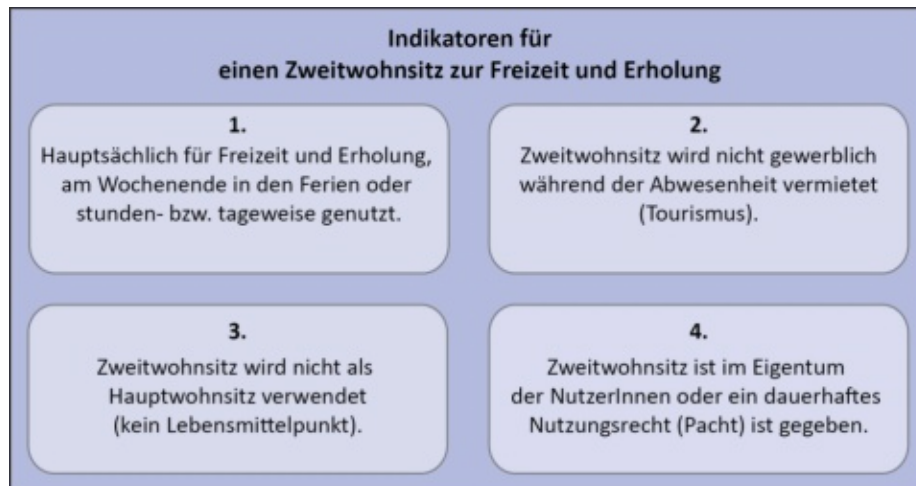 Indikatoren für
einen Zweitwohnsitz zur Freizeit und Erholung
1.
Hauptsächlich für Freizeit und Erholung,
am Wochenende in den Ferien oder
stunden- bzw. tageweise genutzt.
2.
Zweitwohnsitz wird nicht gewerblich
während der Abwesenheit vermietet
(Tourismus).
3.
Zweitwohnsitz wird nicht als
Hauptwohnsitz verwendet
(kein Lebensmittelpunkt).
4.
Zweitwohnsitz ist im Eigentum
der NutzerInnen oder ein dauerhaftes
Nutzungsrecht (Pacht) ist gegeben.